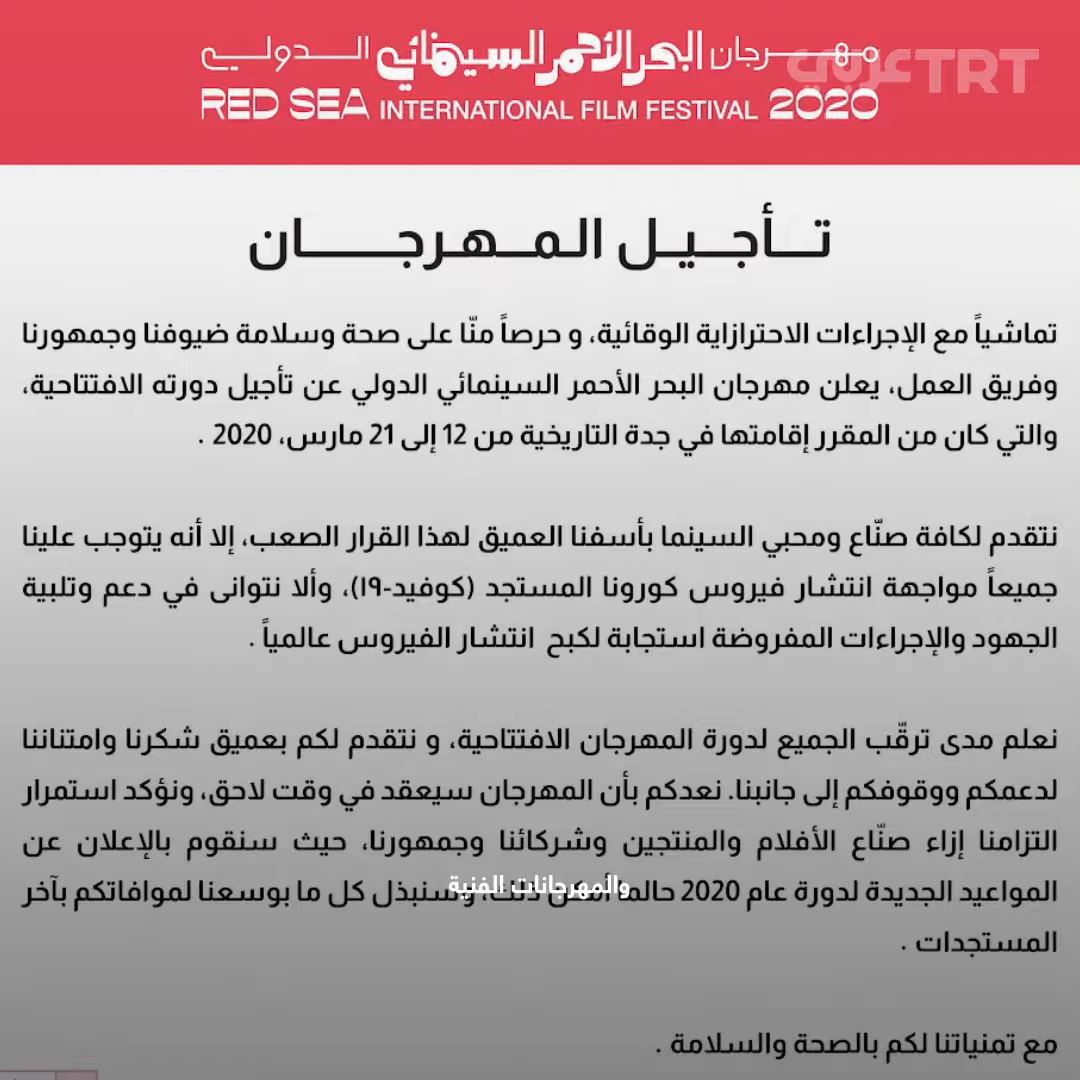 مهرجان البحر الأحمر السينمائي الدولي
TRT عربي
RED SEA INTERNATIONAL FILM FESTIVAL 2020
تأجيل المهرجان
تماشياً مع الإجراءات الاحترازاية الوقائية، و حرصاً منّا على صحة وسلامة ضيوفنا وجمهورنا
وفريق العمل، يعلن مهرجان البحر الأحمر السينمائي الدولي عن تأجيل دورته الافتتاحية،
والتي كان من المقرر إقامتها في جدة التاريخية من 12 إلى 21 مارس، 2020 .
نتقدم لكافة صنّاع ومحبي السينما بأسفنا العميق لهذا القرار الصعب، إلا أنه يتوجب علينا
جميعاً مواجهة انتشار فيروس كورونا المستجد (كوفيد-١٩)، وألا نتوانى في دعم وتلبية
الجهود والإجراءات المفروضة استجابة لكبح انتشار الفيروس عالمياً .
نعلم مدى ترقّب الجميع لدورة المهرجان الافتتاحية، و نتقدم لكم بعميق شكرنا وامتناننا
لدعمكم ووقوفكم إلى جانبنا. نعدكم بأن المهرجان سيعقد في وقت لاحق، ونؤكد استمرار
التزامنا إزاء صنّاع الأفلام والمنتجين وشركائنا وجمهورنا، حيث سنقوم بالإعلان عن
المواعيد الجديدة لدورة عام 2020 حالما وسنبذل كل ما بوسعنا لموافاتكم بآخر
والمهرجانات الفنية
المستجدات .
مع تمنياتنا لكم بالصحة والسلامة .